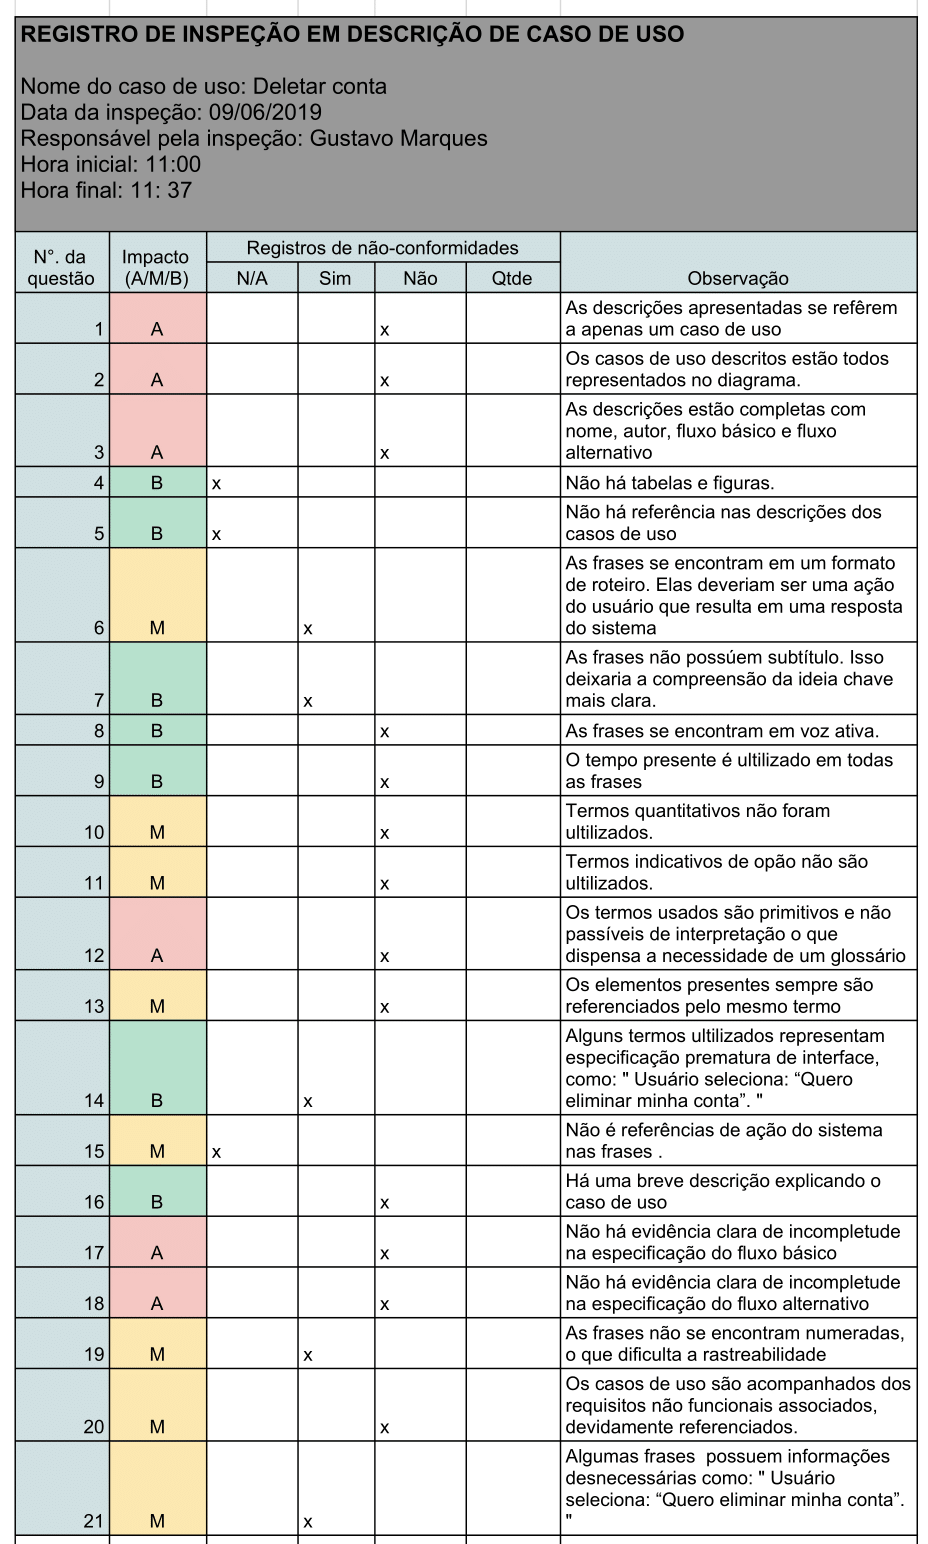 REGISTRO DE INSPEÇÃO EM DESCRIÇÃO DE CASO DE USO
Nome do caso de uso: Deletar conta
Data da inspeção: 09/06/2019
Responsável pela inspeção: Gustavo Marques
Hora inicial: 11:00
Hora final: 11: 37
N°. da
questão
Impacto
(A/M/B)
Registros de não-conformidades
N/A Sim Não Qtde
Observação
As descrições apresentadas se refêrem
1 A x a apenas um caso de uso
Os casos de uso descritos estão todos
2 A x representados no diagrama.
As descrições estão completas com
nome, autor, fluxo básico e fluxo
3 A x alternativo
4 B x Não há tabelas e figuras.
Não há referência nas descrições dos
5 B x casos de uso
As frases se encontram em um formato
de roteiro. Elas deveriam ser uma ação
do usuário que resulta em uma resposta
6 M x do sistema
As frases não possúem subtítulo. Isso
deixaria a compreensão da ideia chave
7 B x mais clara.
8 B x As frases se encontram em voz ativa.
O tempo presente é ultilizado em todas
9 B x as frases
Termos quantitativos não foram
10 M x ultilizados.
Termos indicativos de opão não são
11 M x ultilizados.
Os termos usados são primitivos e não
passíveis de interpretação o que
12 A x dispensa a necessidade de um glossário
Os elementos presentes sempre são
13 M x referenciados pelo mesmo termo
Alguns termos ultilizados representam
especificação prematura de interface,
como: " Usuário seleciona: “Quero
14 B x eliminar minha conta”. "
Não é referências de ação do sistema
15 M x nas frases .
Há uma breve descrição explicando o
16 B x caso de uso
Não há evidência clara de incompletude
17 A x na especificação do fluxo básico
Não há evidência clara de incompletude
18 A x na especificação do fluxo alternativo
As frases não se encontram numeradas,
19 M x o que dificulta a rastreabilidade
Os casos de uso são acompanhados dos
requisitos não funcionais associados,
20 M x devidamente referenciados.
Algumas frases  possuem informações
desnecessárias como: " Usuário
seleciona: “Quero eliminar minha conta”.
21 M x "